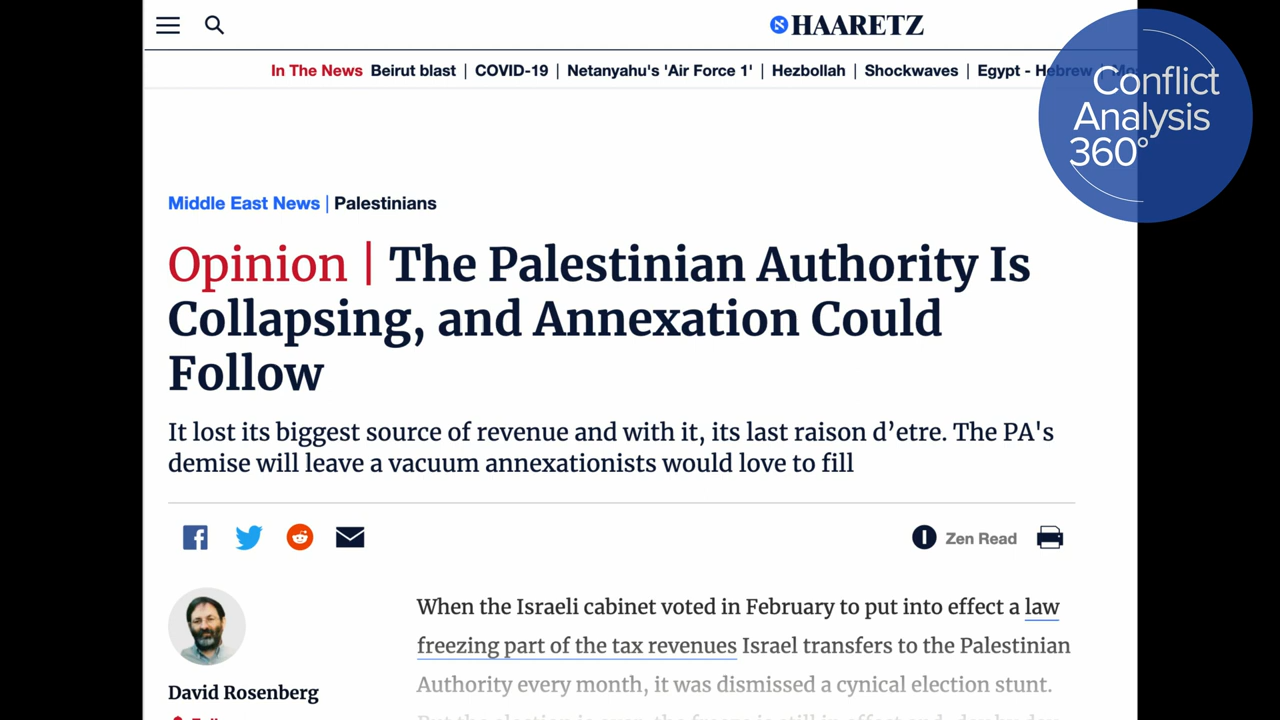 HAARETZ
In The News Beirut blast | COVID-19 | Netanyahu's 'Air Force 1' | Hezbollah | Shockwaves | Egypt - Hebrew | Mo
Conflict
Analysis
360°
Middle East News | Palestinians
Opinion | The Palestinian Authority Is
Collapsing, and Annexation Could
Follow
It lost its biggest source of revenue and with it, its last raison d’etre. The PA's
demise will leave a vacuum annexationists would love to fill
Zen Read
When the Israeli cabinet voted in February to put into effect a law
freezing part of the tax revenues Israel transfers to the Palestinian
Authority every month, it was dismissed a cynical election stunt.
David Rosenberg